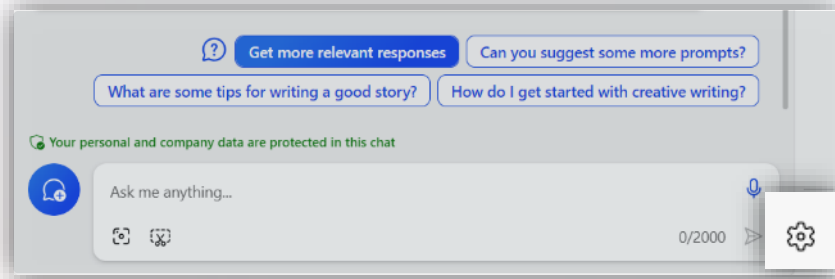 Get more relevant responses Can you suggest some more prompts?
What are some tips for writing a good story? How do I get started with creative writing?
Your personal and company data are protected in this chat
Ask me anything...
0/2000